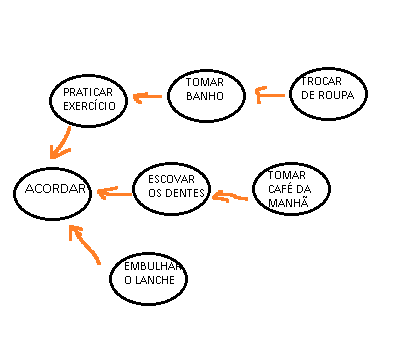 PRATICAR
EXERCÍCIO
TOMAR
BANHO
TROCAR
DE ROUPA
ACORDAR
ESCOVAR
OS DENTES
TOMAR
CAFÉ DA
MANHÃ
EMBULHAR
O LANCHE